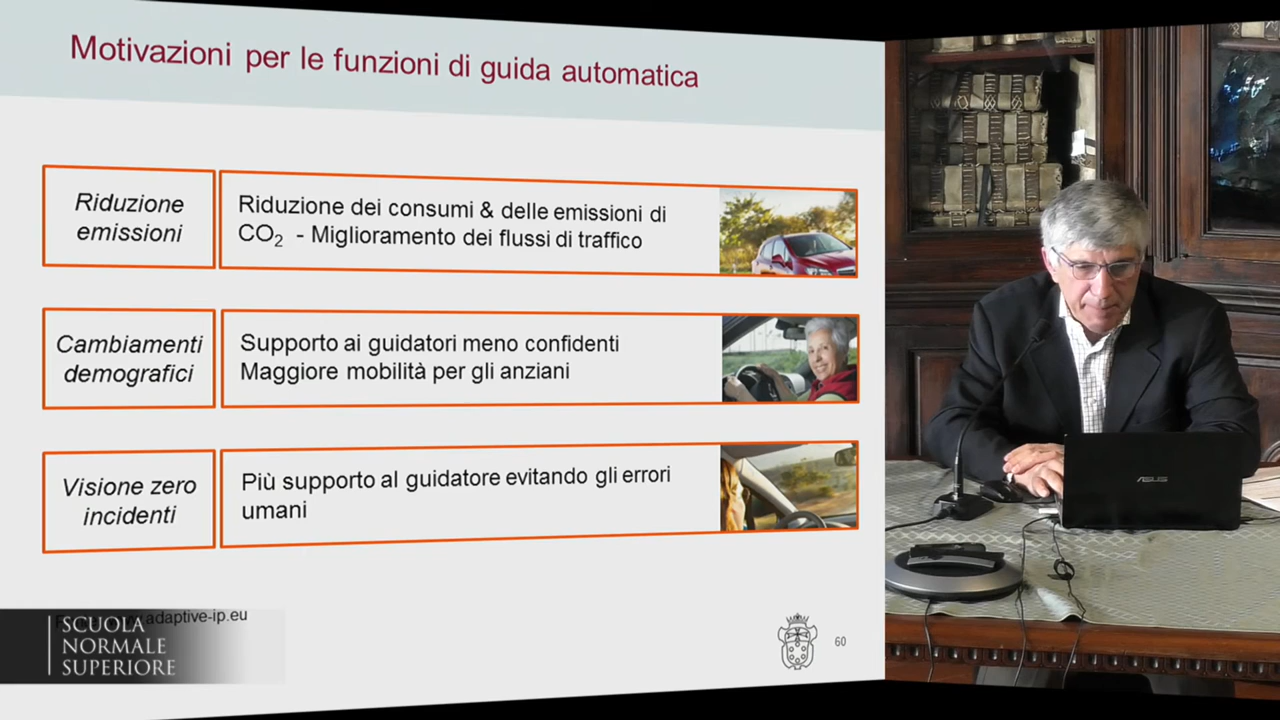 Motivazioni per le funzioni di guida automatica
Riduzione
emissioni
Riduzione dei consumi & delle emissioni di
CO₂ - Miglioramento dei flussi di traffico
Cambiamenti
demografici
Supporto ai guidatori meno confidenti
Maggiore mobilità per gli anziani
Visione zero
incidenti
Più supporto al guidatore evitando gli errori
umani
adaptive-ip.eu
SCUOLA
NORMALE
SUPERIORE
60
ASUS